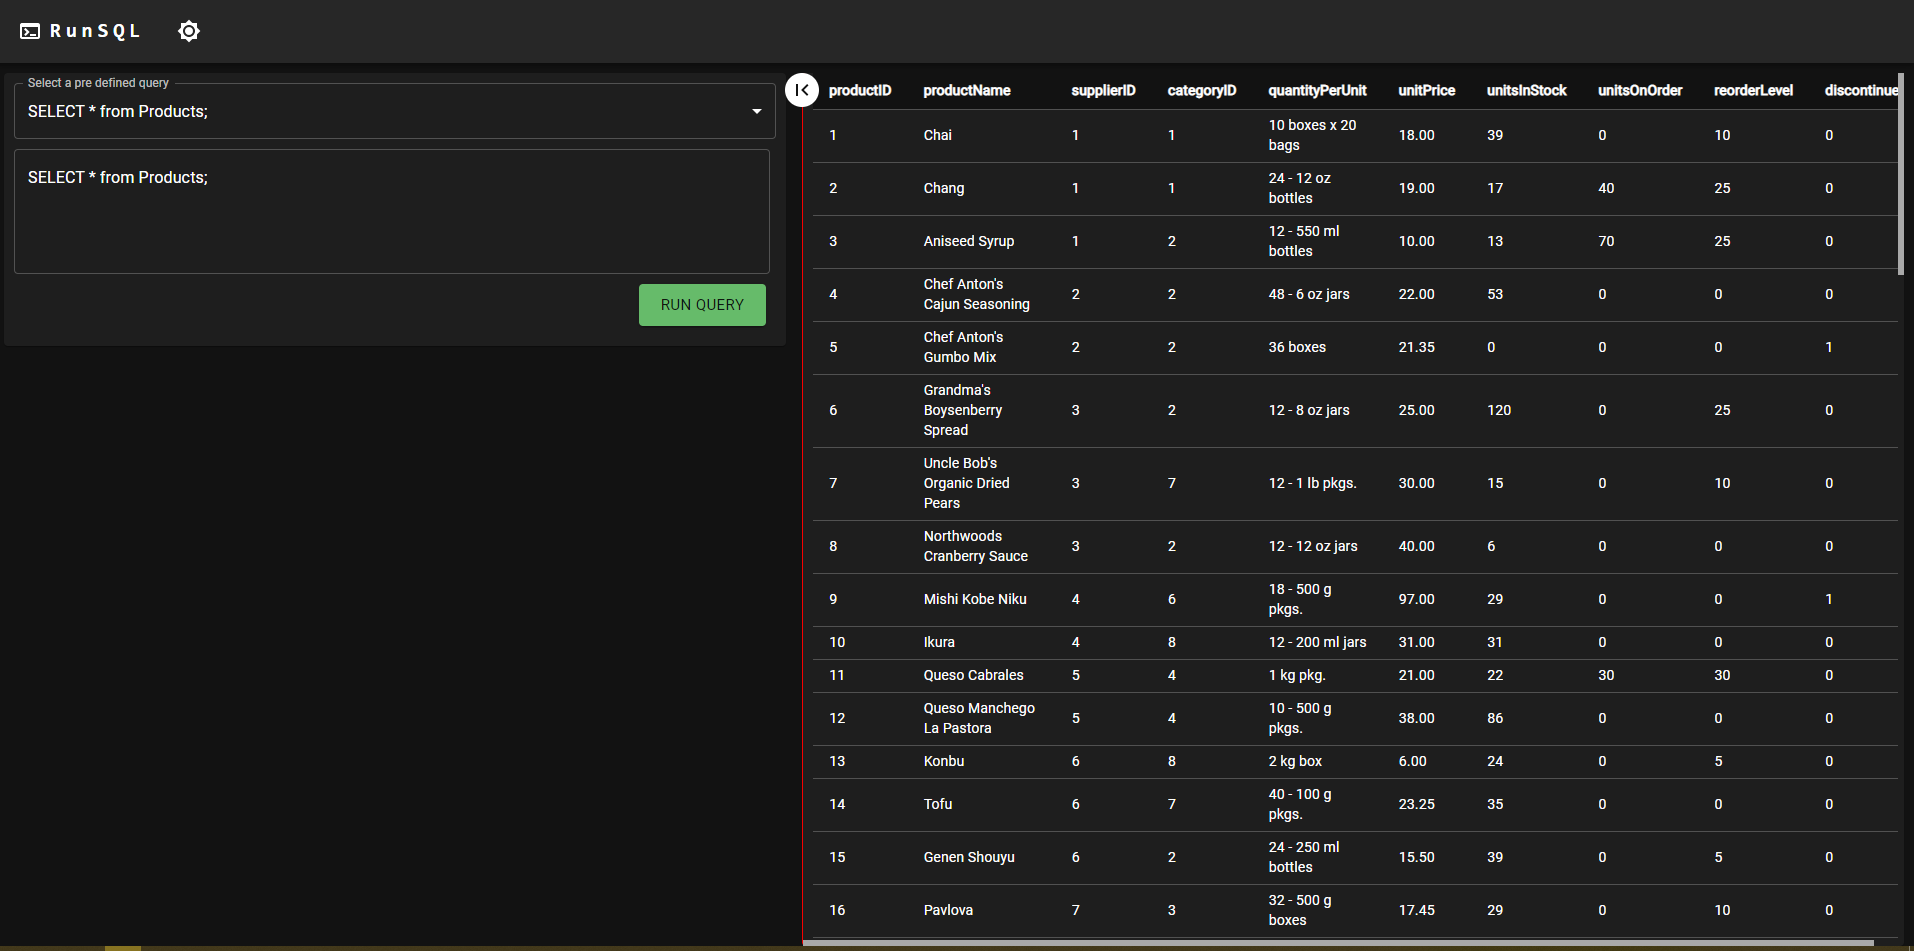 RunSQL
Select a pre defined query
SELECT * from Products;
SELECT * from Products;
RUN QUERY
productID productName supplierID categoryID quantityPerUnit unitPrice unitsInStock unitsOnOrder reorderLevel discontinue
1 Chai 1 1 10 boxes x 20 bags 18.00 39 0 10 0
2 Chang 1 1 24 - 12 oz bottles 19.00 17 40 25 0
3 Aniseed Syrup 1 2 12 - 550 ml bottles 10.00 13 70 25 0
4 Chef Anton's Cajun Seasoning 2 2 48 - 6 oz jars 22.00 53 0 0 0
5 Chef Anton's Gumbo Mix 2 2 36 boxes 21.35 0 0 0 1
6 Grandma's Boysenberry Spread 3 2 12 - 8 oz jars 25.00 120 0 25 0
7 Uncle Bob's Organic Dried Pears 3 7 12 - 1 lb pkgs. 30.00 15 0 10 0
8 Northwoods Cranberry Sauce 3 2 12 - 12 oz jars 40.00 6 0 0 0
9 Mishi Kobe Niku 4 6 18 - 500 g pkgs. 97.00 29 0 0 1
10 Ikura 4 8 12 - 200 ml jars 31.00 31 0 0 0
11 Queso Cabrales 5 4 1 kg pkg. 21.00 22 30 30 0
12 Queso Manchego La Pastora 5 4 10 - 500 g pkgs. 38.00 86 0 0 0
13 Konbu 6 8 2 kg box 6.00 24 0 5 0
14 Tofu 6 7 40 - 100 g pkgs. 23.25 35 0 0 0
15 Genen Shouyu 6 2 24 - 250 ml bottles 15.50 39 0 5 0
16 Pavlova 7 3 32 - 500 g boxes 17.45 29 0 10 0